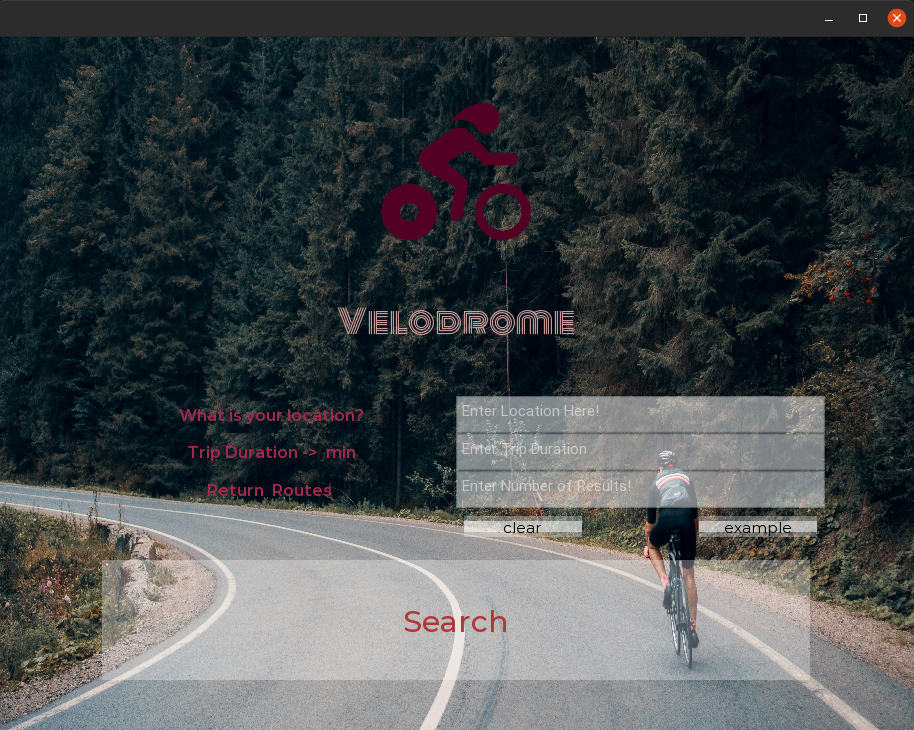 VELODROME
What is your location?
Enter Location Here!
Trip Duration -> min
Enter Trip Duration
Return Routes
Enter Number of Results!
clear
example
Search